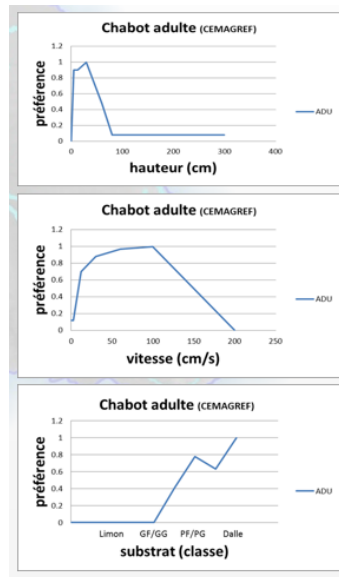 Chabot adulte (CEMAGREF)
préférence
1.2
1
0.8
0.6
0.4
0.2
0
0 100 200 300 400
hauteur (cm)
ADU
Chabot adulte (CEMAGREF)
préférence
1.2
1
0.8
0.6
0.4
0.2
0
0 50 100 150 200 250
vitesse (cm/s)
ADU
Chabot adulte (CEMAGREF)
préférence
1.2
1
0.8
0.6
0.4
0.2
0
Limon GF/GG PF/PG Dalle
substrat (classe)
ADU